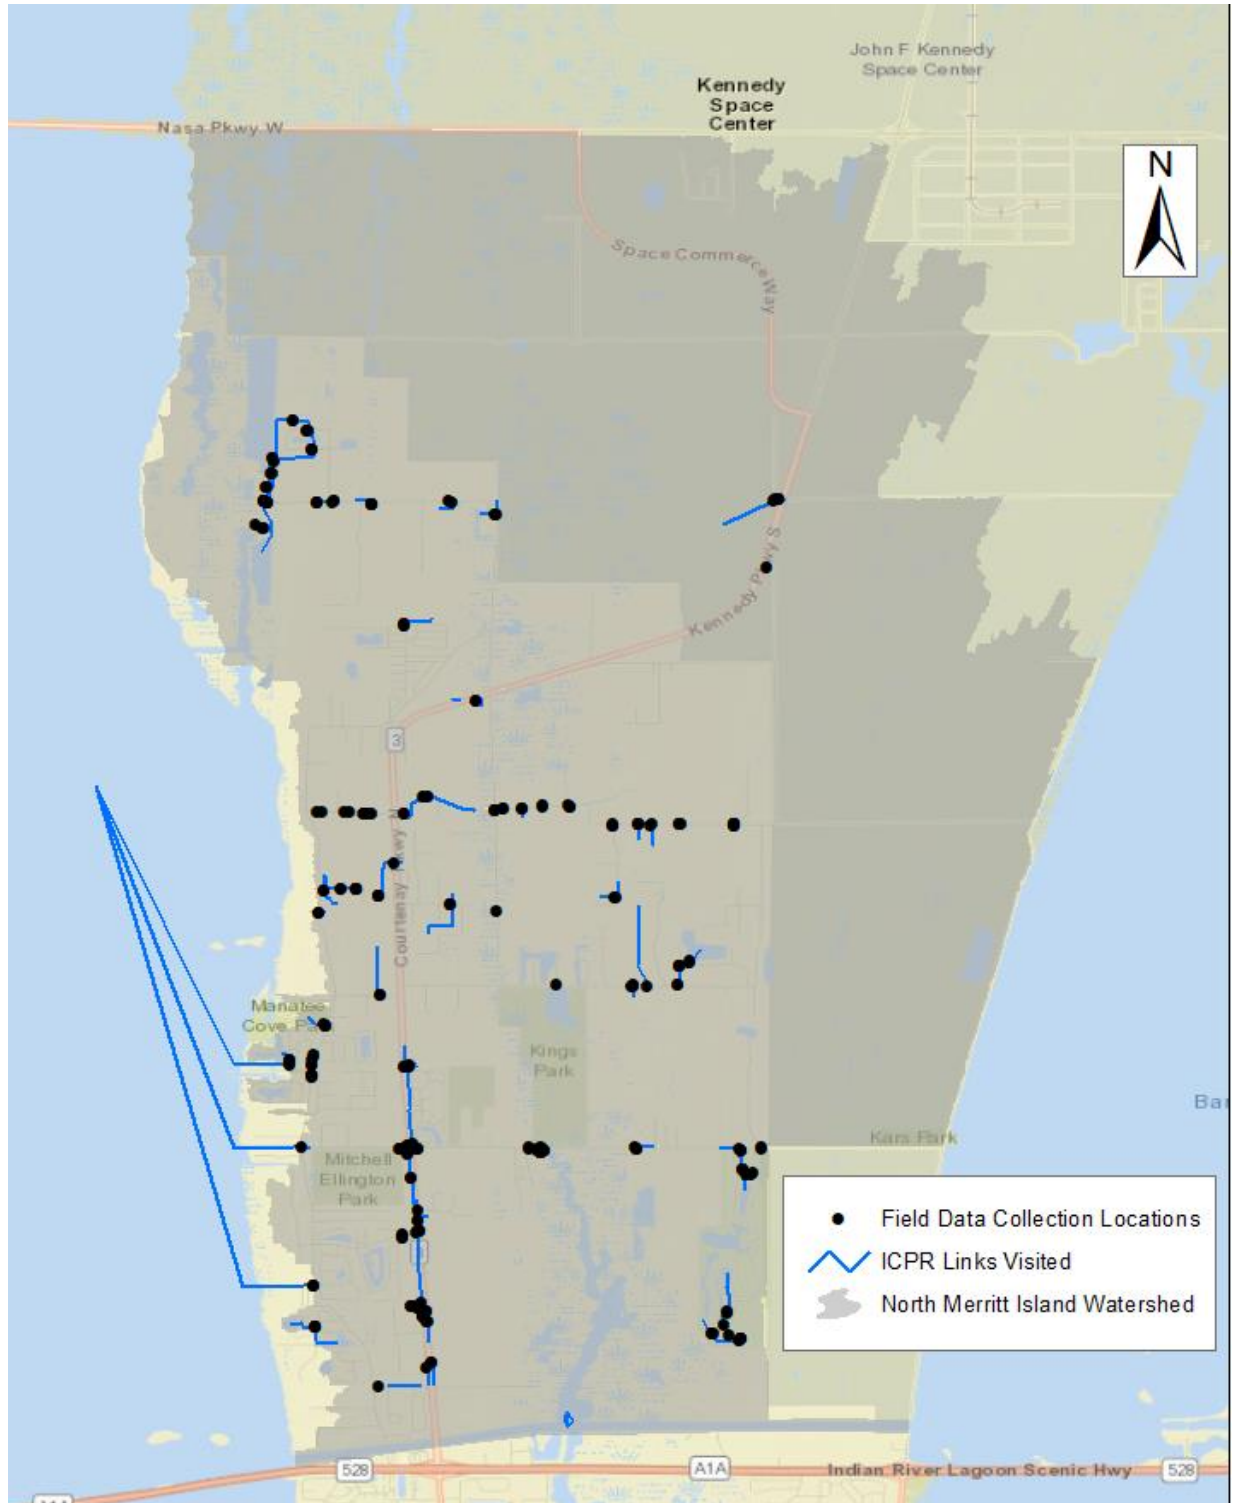 John F Kennedy
Space Center
Kennedy
Space
Center
Nasa Pkwy W
N
Space Commerce Way
Kennedy Pkwy S
3
Courtenay Pkwy N
Manatee
Cove Park
Kings
Park
Kars Park
Mitchell
Ellington
Park
Field Data Collection Locations
ICPR Links Visited
North Merritt Island Watershed
528
A1A
Indian River Lagoon Scenic Hwy
528